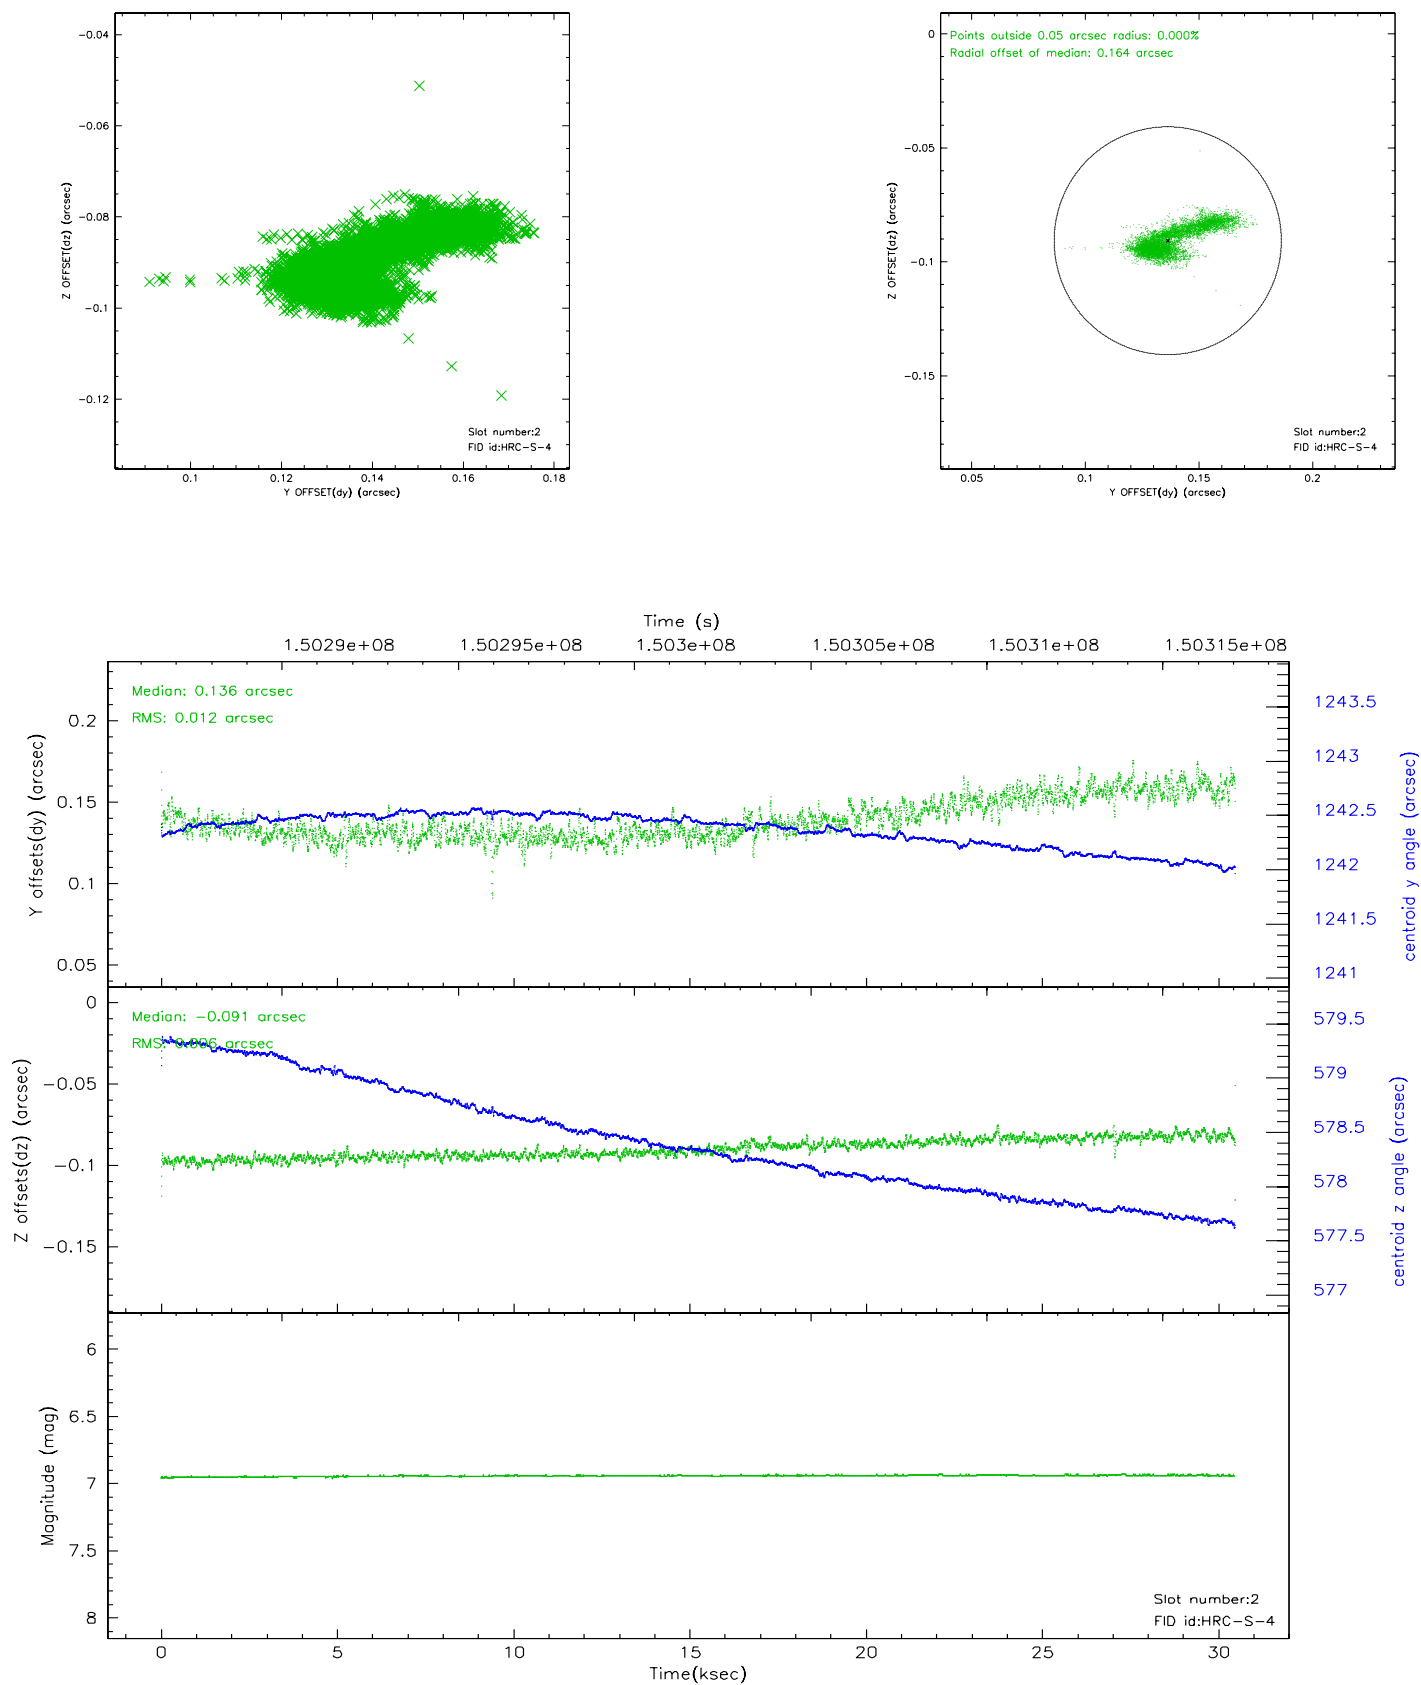 -0.04
-0.06
-0.08
-0.1
-0.12
Z OFFSET(dz) (arcsec)
Slot number:2
FID id:HRC-S-4
0.1 0.12 0.14 0.16 0.18
Y OFFSET(dy) (arcsec)
Points outside 0.05 arcsec radius: 0.000%
Radial offset of median: 0.164 arcsec
0
-0.05
-0.1
-0.15
Z OFFSET(dz) (arcsec)
Slot number:2
FID id:HRC-S-4
0.05 0.1 0.15 0.2
Y OFFSET(dy) (arcsec)
Time (s)
1.5029e+08 1.50295e+08 1.503e+08 1.50305e+08 1.5031e+08 1.50315e+08
Median: 0.136 arcsec
RMS: 0.012 arcsec
0.2
0.15
0.1
0.05
Y offsets(dy) (arcsec)
1243.5
1243
1242.5
1242
1241.5
1241
centroid y angle (arcsec)
Median: -0.091 arcsec
RMS: 0.006 arcsec
0
-0.05
-0.1
-0.15
Z offsets(dz) (arcsec)
579.5
579
578.5
578
577.5
577
centroid z angle (arcsec)
6
6.5
7
7.5
8
Magnitude (mag)
Slot number:2
FID id:HRC-S-4
0 5 10 15 20 25 30
Time(ksec)